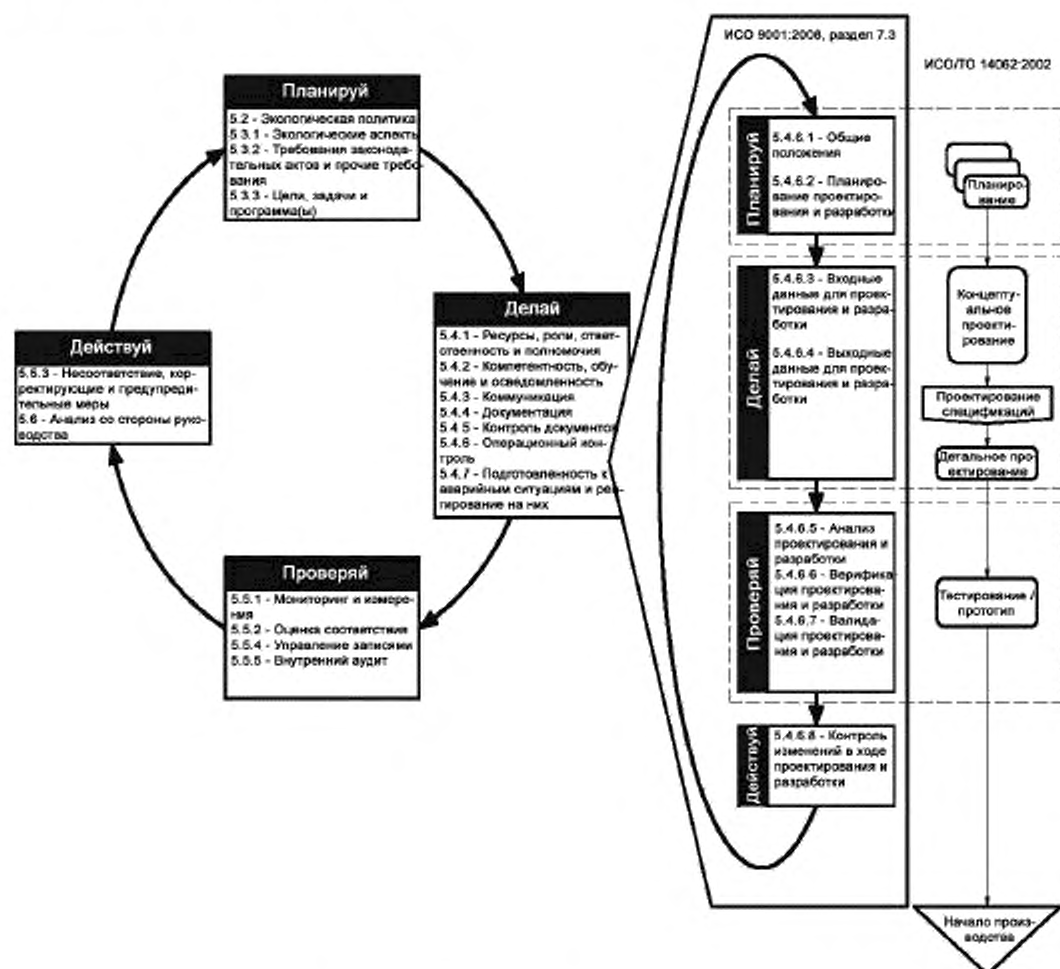 Планируй
5.2 - Экологическая политика
5.3.1 - Экологические аспекты
5.3.2 - Требования законода-
тельных актов и прочие требо-
вания
5.3.3 - Цели, задачи и
программа(ы)
Делай
5.4.1 - Ресурсы, роли, ответ-
ственность и полномочия
5.4.2 - Компетентность, обу-
чение и осведомленность
5.4.3 - Коммуникация
5.4.4 - Документация
5.4.5 - Контроль документов
5.4.6 - Операционный кон-
троль
5.4.7 - Подготовленность к
аварийным ситуациям и реа-
гирование на них
Действуй
5.5.3 - Несоответствие, кор-
ректирующие и предупреди-
тельные меры
5.6 - Анализ со стороны руко-
водства
Проверяй
5.5.1 - Мониторинг и измере-
ния
5.5.2 - Оценка соответствия
5.5.4 - Управление записями
5.5.5 - Внутренний аудит
ИСО 9001:2008, раздел 7.3
Планируй
5.4.6.1 - Общие
положения
5.4.6.2 - Планиро-
вание проектиро-
вания и разработки
Делай
5.4.6.3 - Входные
данные для проек-
тирования и разра-
ботки
5.4.6.4 - Выходные
данные для проек-
тирования и разра-
ботки
Проверяй
5.4.6.5 - Анализ
проектирования и
разработки
5.4.6.6 - Верифика
ция проектирова-
ния и разработки
5.4.6.7 - Валида-
ция проектирова-
ния и разработки
Действуй
5.4.6.8 - Контроль
изменений в ходе
проектирования и
разработки
ИСО/ТО 14062:2002
Планиро-
вание
Концепту-
альное
проекти-
рование
Проектирование
спецификаций
Детальное про-
ектирование
Тестирование /
прототип
Начало произ-
водства